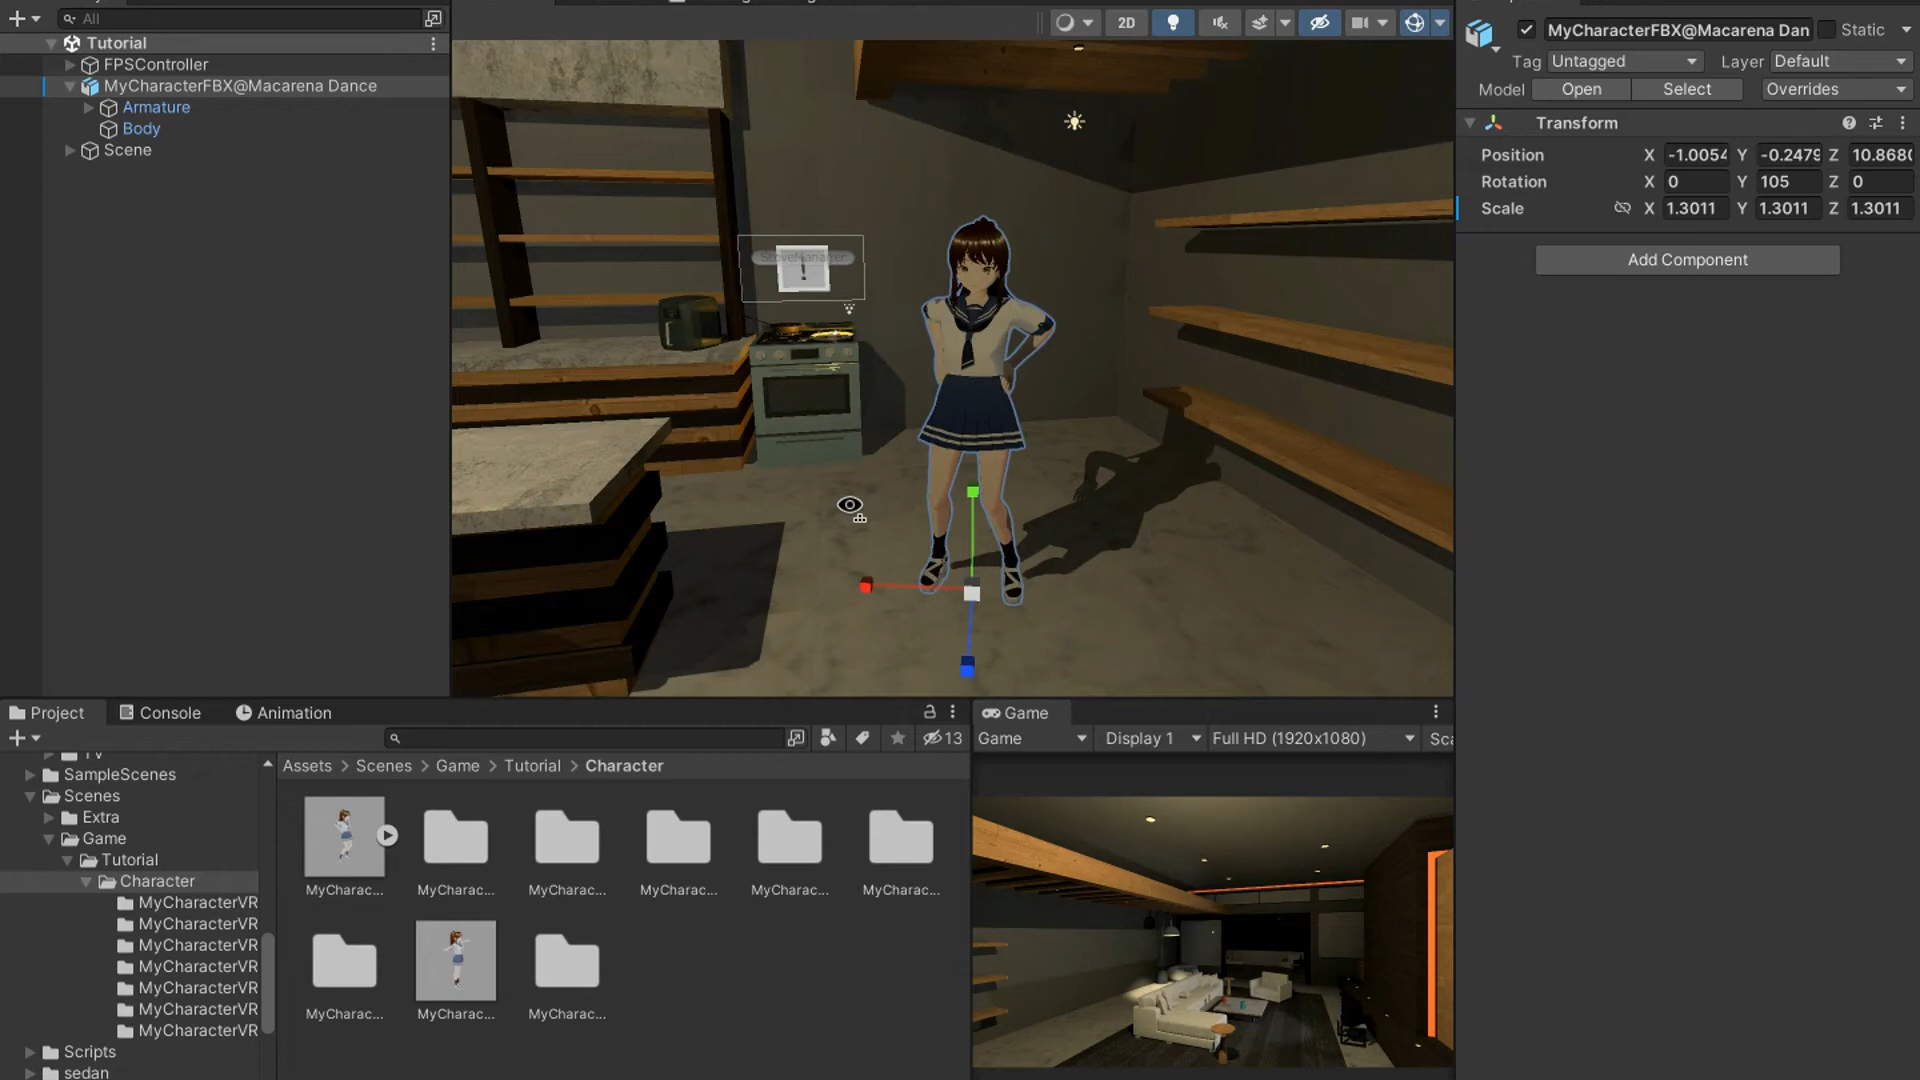 All
Tutorial
FPSController
MyCharacterFBX@Macarena Dance
Armature
Body
Scene
2D
StoveManager
MyCharacterFBX@Macarena Dan
Static
Tag
Untagged
Layer
Default
Model
Open
Select
Overrides
Transform
Position
X -1.0054 Y -0.2479 Z 10.8680
Rotation
X 0 Y 105 Z 0
Scale
X 1.3011 Y 1.3011 Z 1.3011
Add Component
Project
Console
Animation
13
SampleScenes
Scenes
Extra
Game
Tutorial
Character
MyCharacterVR
MyCharacterVR
MyCharacterVR
MyCharacterVR
MyCharacterVR
MyCharacterVR
MyCharacterVR
Scripts
sedan
Assets > Scenes > Game > Tutorial > Character
MyCharac...
MyCharac...
MyCharac...
MyCharac...
MyCharac...
MyCharac...
MyCharac...
MyCharac...
MyCharac...
Game
Game
Display 1
Full HD (1920x1080)
Sc